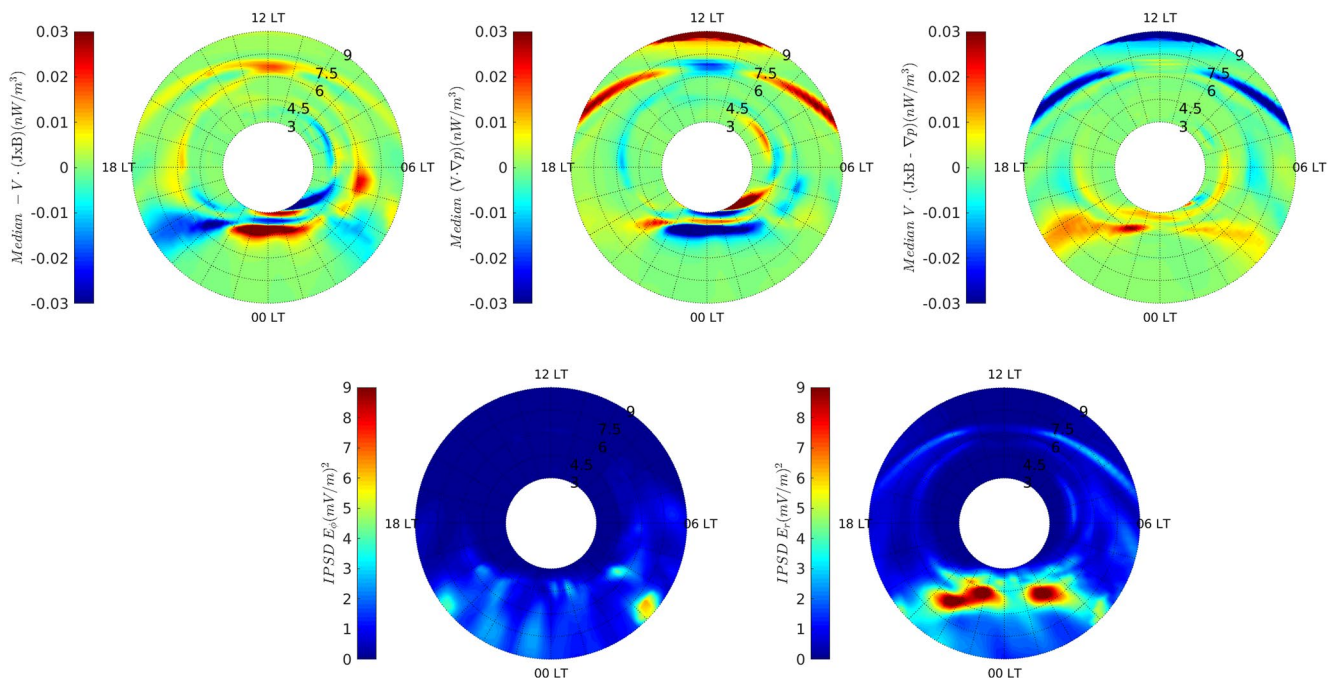 12 LT
0.03
0.02
0.01
0
-0.01
-0.02
-0.03
Median − V · (JxB)(nW/m³)
9
7.5
6
4.5
3
18 LT
06 LT
00 LT
12 LT
0.03
0.02
0.01
0
-0.01
-0.02
-0.03
Median (V·∇p)(nW/m³)
9
7.5
6
4.5
3
18 LT
06 LT
00 LT
12 LT
0.03
0.02
0.01
0
-0.01
-0.02
-0.03
Median V · (JxB - ∇p)(nW/m³)
9
7.5
6
4.5
3
18 LT
06 LT
00 LT
12 LT
9
8
7
6
5
4
3
2
1
0
IPSD E_ϕ(mV/m)²
9
7.5
6
4.5
3
18 LT
06 LT
00 LT
12 LT
9
8
7
6
5
4
3
2
1
0
IPSD E_r(mV/m)²
9
7.5
6
4.5
3
18 LT
06 LT
00 LT